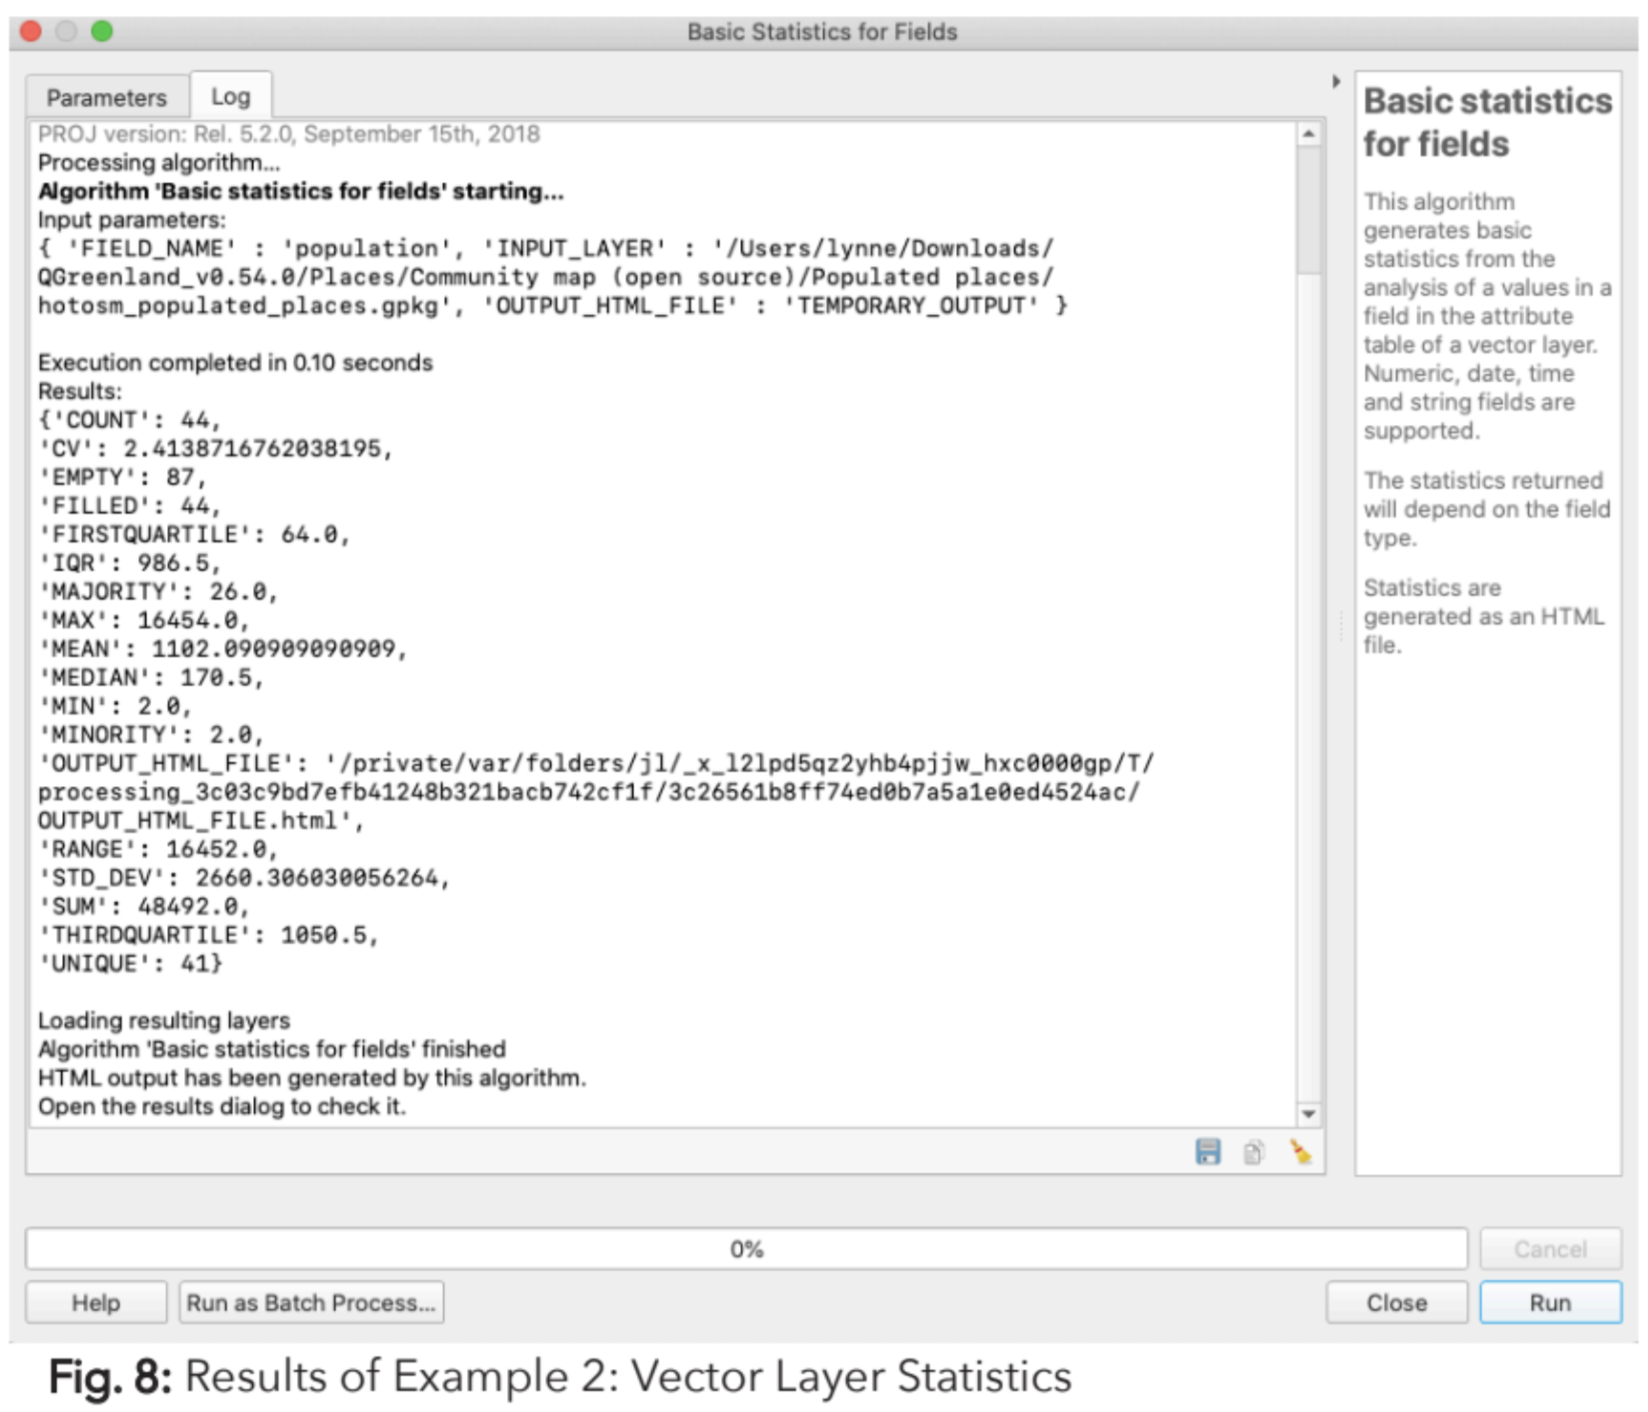 Basic Statistics for Fields
Parameters
Log
PROJ version: Rel. 5.2.0, September 15th, 2018
Processing algorithm...
Algorithm 'Basic statistics for fields' starting...
Input parameters:
{ 'FIELD_NAME' : 'population', 'INPUT_LAYER' : '/Users/lynne/Downloads/
QGreenland_v0.54.0/Places/Community map (open source)/Populated places/
hotosm_populated_places.gpkg', 'OUTPUT_HTML_FILE' : 'TEMPORARY_OUTPUT' }
Execution completed in 0.10 seconds
Results:
{'COUNT': 44,
'CV': 2.4138716762038195,
'EMPTY': 87,
'FILLED': 44,
'FIRSTQUARTILE': 64.0,
'IQR': 986.5,
'MAJORITY': 26.0,
'MAX': 16454.0,
'MEAN': 1102.090909090909,
'MEDIAN': 170.5,
'MIN': 2.0,
'MINORITY': 2.0,
'OUTPUT_HTML_FILE': '/private/var/folders/jl/_x_l2lpd5qz2yhb4pjjw_hxc0000gp/T/
processing_3c03c9bd7efb41248b321bacb742cf1f/3c26561b8ff74ed0b7a5a1e0ed4524ac/
OUTPUT_HTML_FILE.html',
'RANGE': 16452.0,
'STD_DEV': 2660.306030056264,
'SUM': 48492.0,
'THIRDQUARTILE': 1050.5,
'UNIQUE': 41}
Loading resulting layers
Algorithm 'Basic statistics for fields' finished
HTML output has been generated by this algorithm.
Open the results dialog to check it.
Basic statistics
for fields
This algorithm
generates basic
statistics from the
analysis of a values in a
field in the attribute
table of a vector layer.
Numeric, date, time
and string fields are
supported.
The statistics returned
will depend on the field
type.
Statistics are
generated as an HTML
file.
0%
Cancel
Help
Run as Batch Process...
Close
Run
Fig. 8: Results of Example 2: Vector Layer Statistics